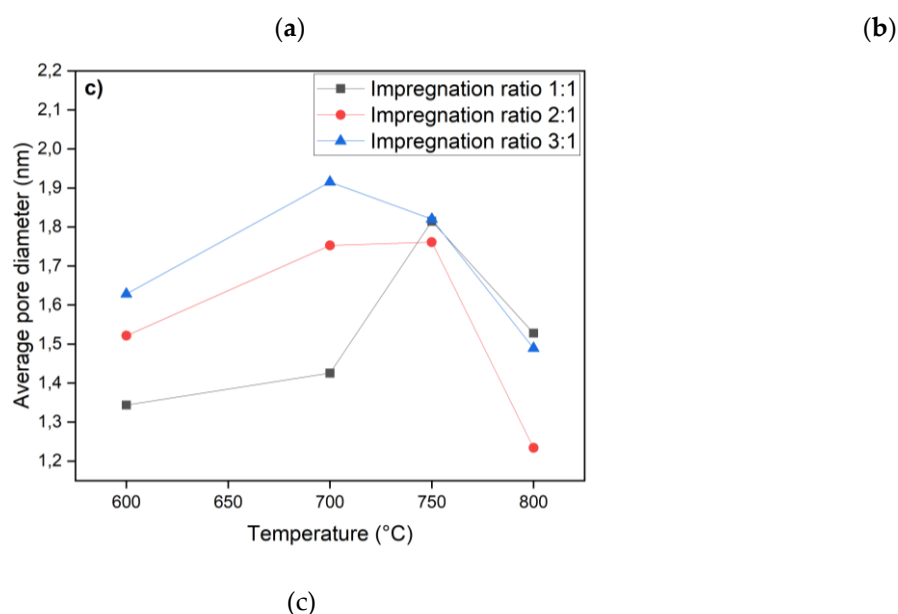 (a) (b)
c)
Impregnation ratio 1:1
Impregnation ratio 2:1
Impregnation ratio 3:1
Average pore diameter (nm)
2,2
2,1
2,0
1,9
1,8
1,7
1,6
1,5
1,4
1,3
1,2
600 650 700 750 800
Temperature (°C)
(c)